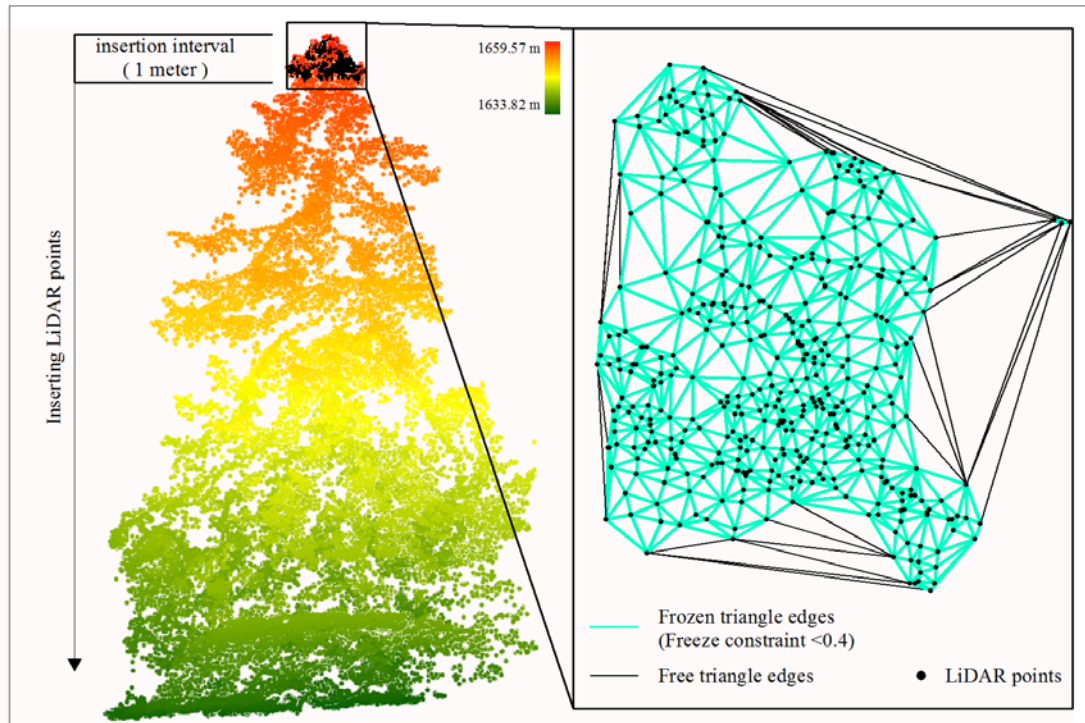 insertion interval
( 1 meter )
1659.57 m
1633.82 m
Inserting LiDAR points
Frozen triangle edges
(Freeze constraint <0.4)
Free triangle edges
LiDAR points